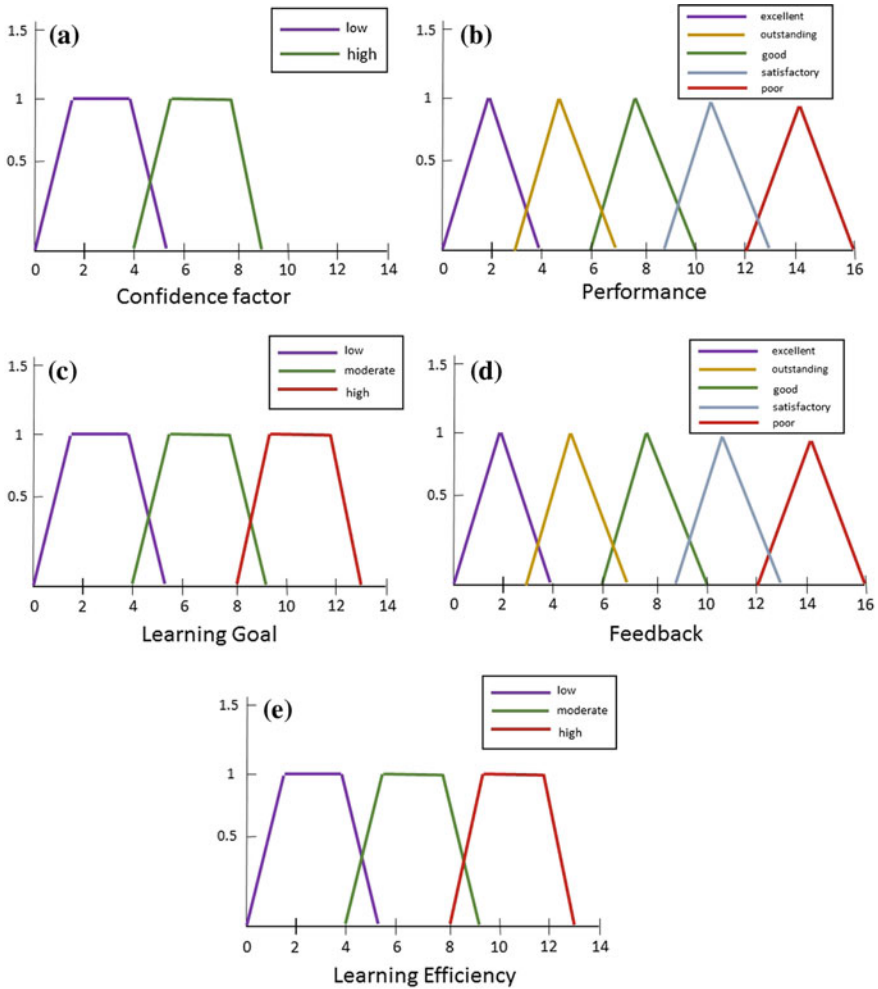 1.5
(a)
low
high
1
0.5
0 2 4 6 8 10 12 14
Confidence factor
1.5
(b)
excellent
outstanding
good
satisfactory
poor
1
0.5
0 2 4 6 8 10 12 14 16
Performance
1.5
(c)
low
moderate
high
1
0.5
0 2 4 6 8 10 12 14
Learning Goal
1.5
(d)
excellent
outstanding
good
satisfactory
poor
1
0.5
0 2 4 6 8 10 12 14 16
Feedback
1.5
(e)
low
moderate
high
1
0.5
0 2 4 6 8 10 12 14
Learning Efficiency